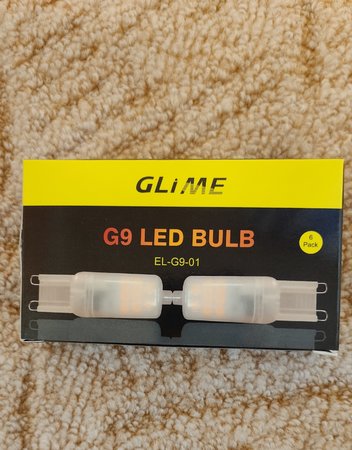 GLiME
G9 LED BULB
6
Pack
EL-G9-01